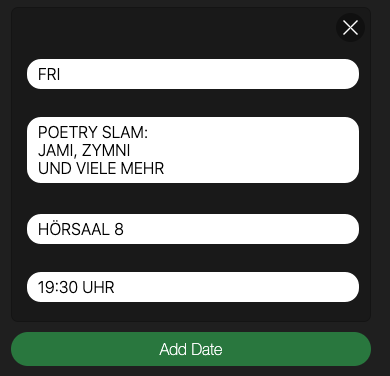 FRI
POETRY SLAM:
JAMI, ZYMNI
UND VIELE MEHR
HÖRSAAL 8
19:30 UHR
Add Date